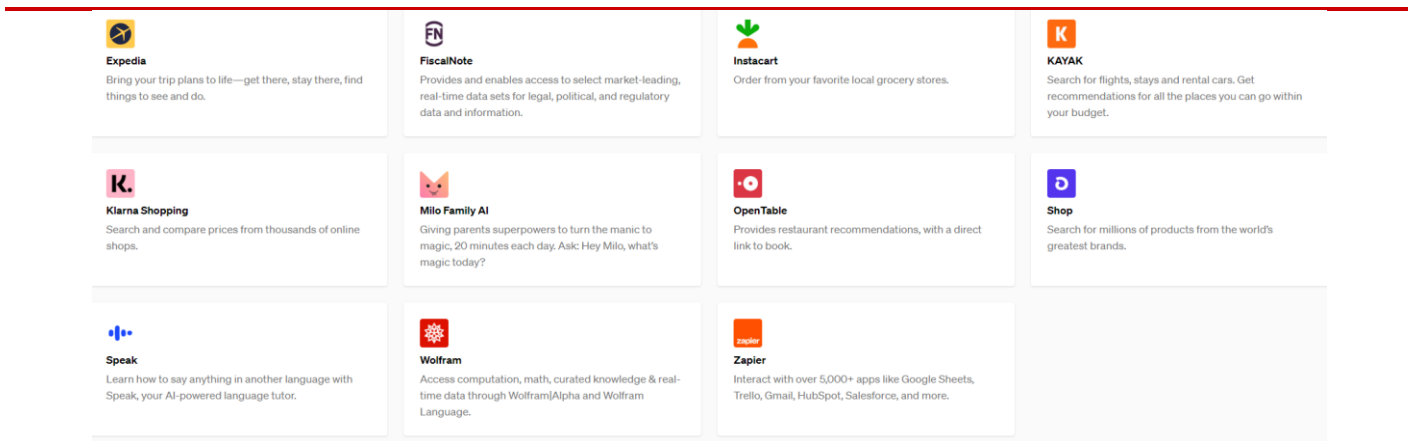 FN
K
Expedia
Bring your trip plans to life—get there, stay there, find
things to see and do.
FiscalNote
Provides and enables access to select market-leading,
real-time data sets for legal, political, and regulatory
data and information.
Instacart
Order from your favorite local grocery stores.
KAYAK
Search for flights, stays and rental cars. Get
recommendations for all the places you can go within
your budget.
K.
Klarna Shopping
Search and compare prices from thousands of online
shops.
Milo Family AI
Giving parents superpowers to turn the manic to
magic, 20 minutes each day. Ask: Hey Milo, what's
magic today?
OpenTable
Provides restaurant recommendations, with a direct
link to book.
Shop
Search for millions of products from the world's
greatest brands.
Speak
Learn how to say anything in another language with
Speak, your AI-powered language tutor.
Wolfram
Access computation, math, curated knowledge & real-
time data through Wolfram|Alpha and Wolfram
Language.
zapier
Zapier
Interact with over 5,000+ apps like Google Sheets,
Trello, Gmail, HubSpot, Salesforce, and more.